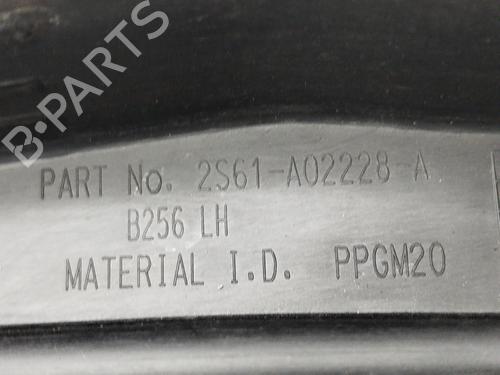 B-PARTS
PART No. 2S61-A02228-A
B256 LH
MATERIAL I.D. PPGM20